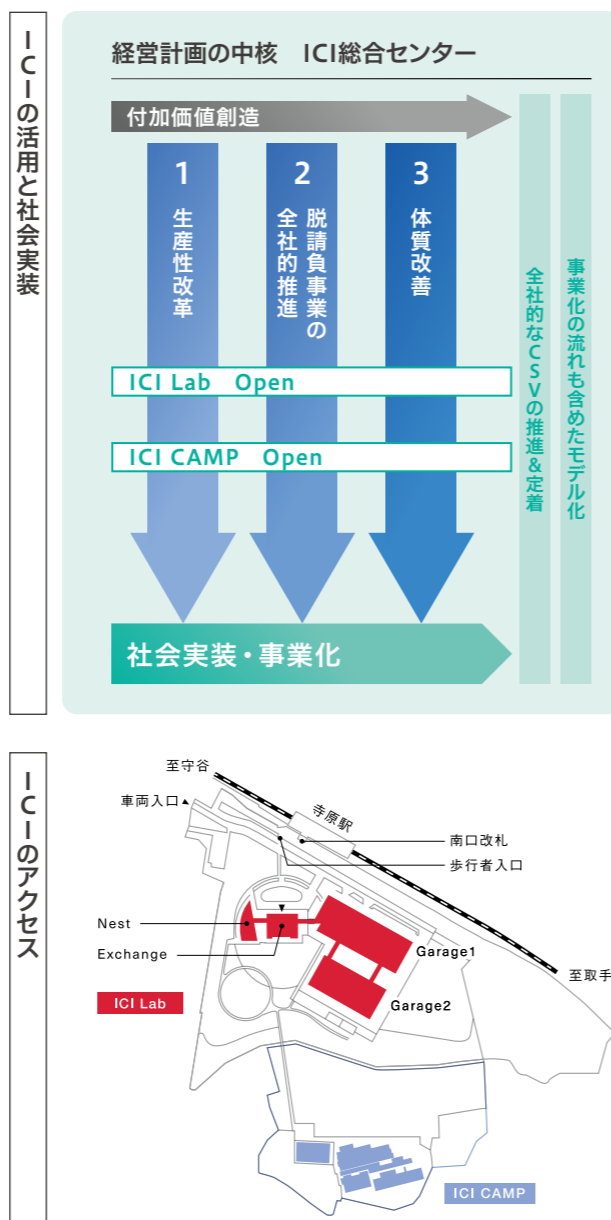 ICIの活用と社会実装
経営計画の中核　ICI総合センター
付加価値創造
1
生産性改革
2
脱請負事業の
全社的推進
3
体質改善
ICI Lab　Open
ICI CAMP　Open
社会実装・事業化
全社的なCSVの推進&定着
事業化の流れも含めたモデル化
ICIのアクセス
至守谷
車両入口
寺原駅
南口改札
歩行者入口
Nest
Exchange
Garage1
至取手
ICI Lab
Garage2
ICI CAMP